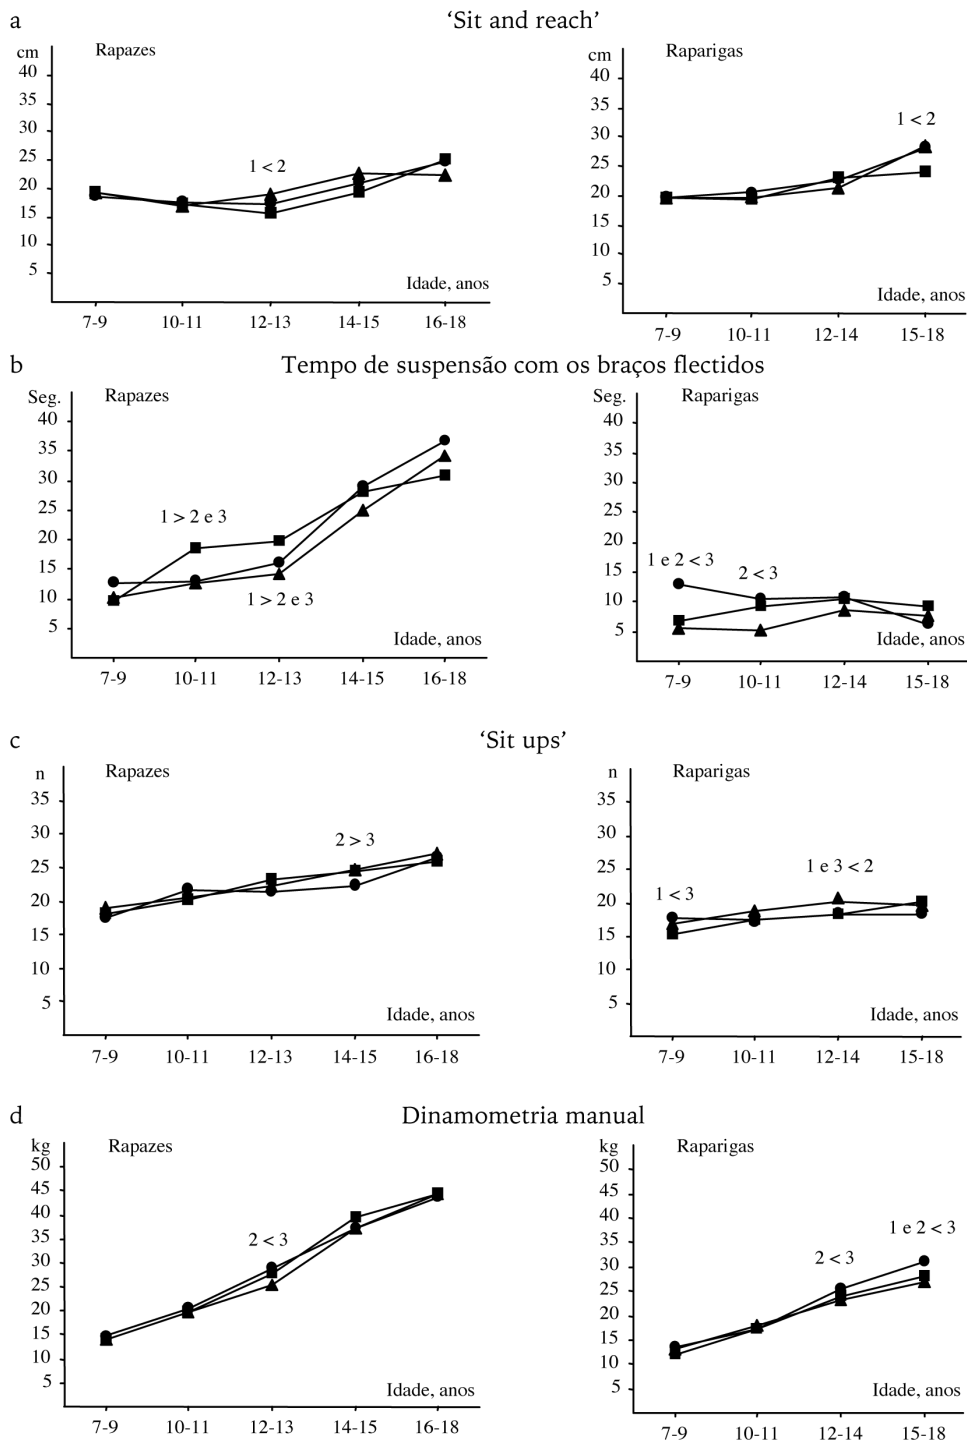 a
‘Sit and reach’
cm
Rapazes
40
35
30
25
20
15
10
5
1 < 2
Idade, anos
7-9 10-11 12-13 14-15 16-18
cm
Raparigas
40
35
30
25
20
15
10
5
1 < 2
Idade, anos
7-9 10-11 12-14 15-18
b
Tempo de suspensão com os braços flectidos
Seg.
Rapazes
40
35
30
25
20
15
10
5
1 > 2 e 3
1 > 2 e 3
Idade, anos
7-9 10-11 12-13 14-15 16-18
Seg.
Raparigas
40
35
30
25
20
15
10
5
1 e 2 < 3
2 < 3
Idade, anos
7-9 10-11 12-14 15-18
c
‘Sit ups’
n
Rapazes
35
30
25
20
15
10
5
2 > 3
Idade, anos
7-9 10-11 12-13 14-15 16-18
n
Raparigas
35
30
25
20
15
10
5
1 < 3
1 e 3 < 2
Idade, anos
7-9 10-11 12-14 15-18
d
Dinamometria manual
kg
Rapazes
50
45
40
35
30
25
20
15
10
5
2 < 3
Idade, anos
7-9 10-11 12-13 14-15 16-18
kg
Raparigas
50
45
40
35
30
25
20
15
10
5
2 < 3
1 e 2 < 3
Idade, anos
7-9 10-11 12-14 15-18